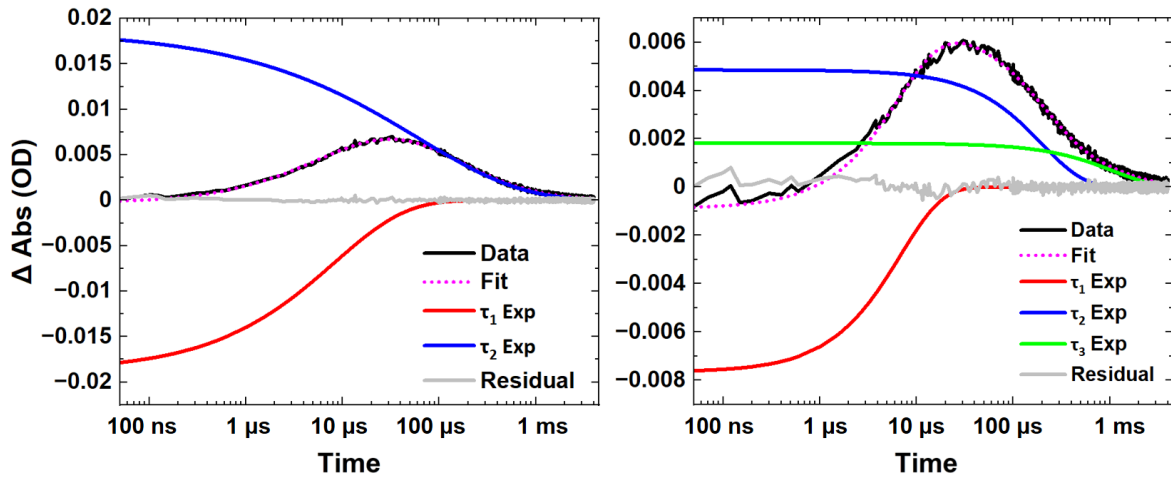 Δ Abs (OD)
0.02
0.015
0.01
0.005
0
−0.005
−0.01
−0.015
−0.02
100 ns
1 µs
10 µs
100 µs
1 ms
Time
Data
Fit
τ1 Exp
τ2 Exp
Residual
0.006
0.004
0.002
0
−0.002
−0.004
−0.006
−0.008
100 ns
1 µs
10 µs
100 µs
1 ms
Time
Data
Fit
τ1 Exp
τ2 Exp
τ3 Exp
Residual